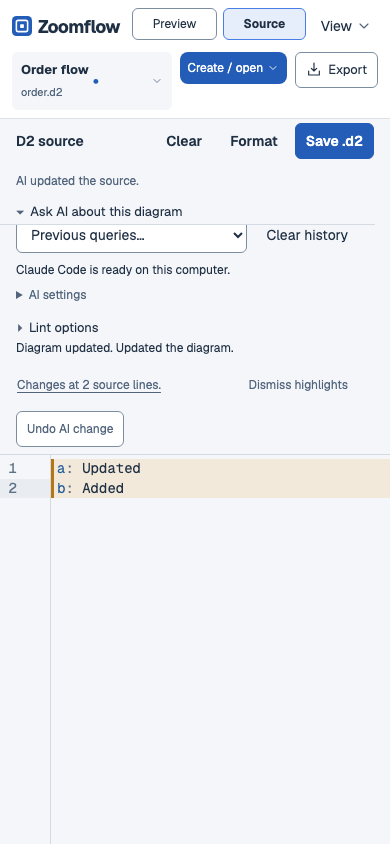 Zoomflow
Preview
Source
View
Order flow
order.d2
Create / open
Export
D2 source
Clear
Format
Save .d2
AI updated the source.
Ask AI about this diagram
Previous queries...
Clear history
Claude Code is ready on this computer.
AI settings
Lint options
Diagram updated. Updated the diagram.
Changes at 2 source lines.
Dismiss highlights
Undo AI change
1 a: Updated
2 b: Added